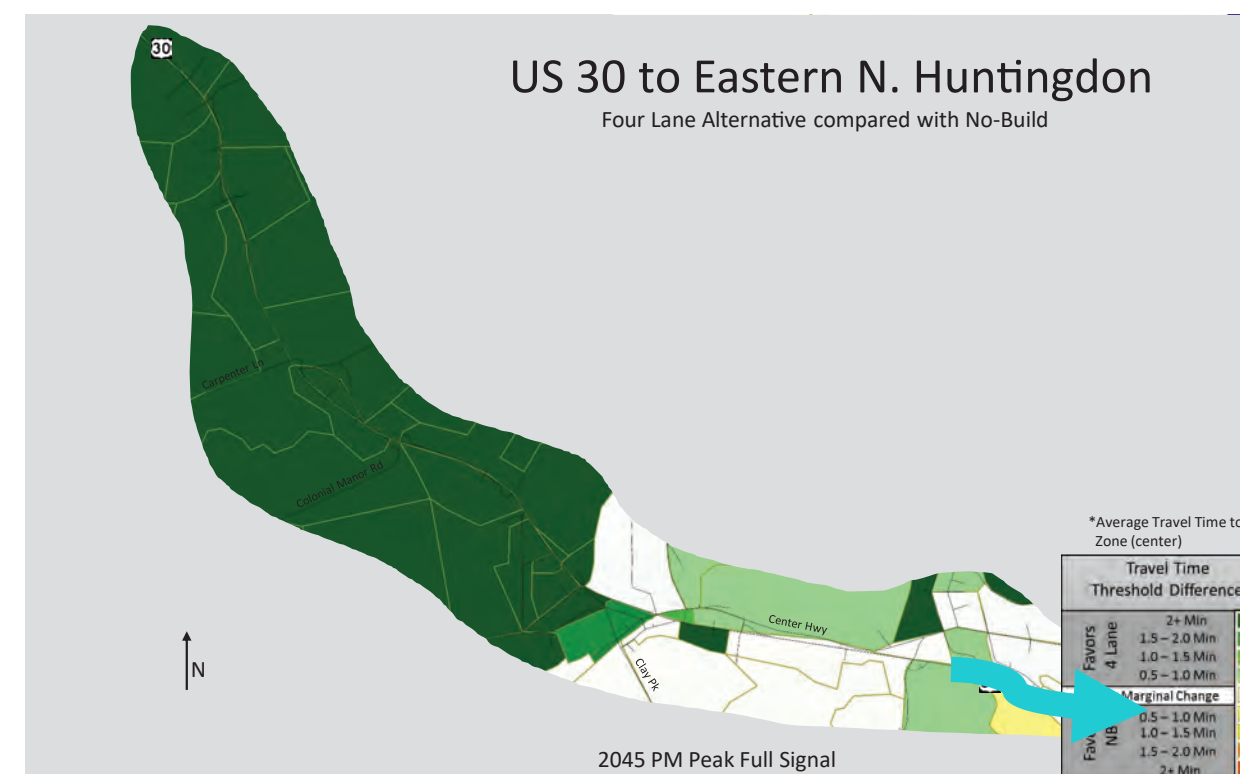 30
US 30 to Eastern N. Huntingdon
Four Lane Alternative compared with No-Build
Carpenter Ln
Colonial Manor Rd
*Average Travel Time to
Zone (center)
Travel Time
Threshold Difference
Favors
4 Lane
2+ Min
1.5 – 2.0 Min
1.0 – 1.5 Min
0.5 – 1.0 Min
Marginal Change
NB
0.5 – 1.0 Min
1.0 – 1.5 Min
1.5 – 2.0 Min
2+ Min
Center Hwy
Clay Pk
N
2045 PM Peak Full Signal